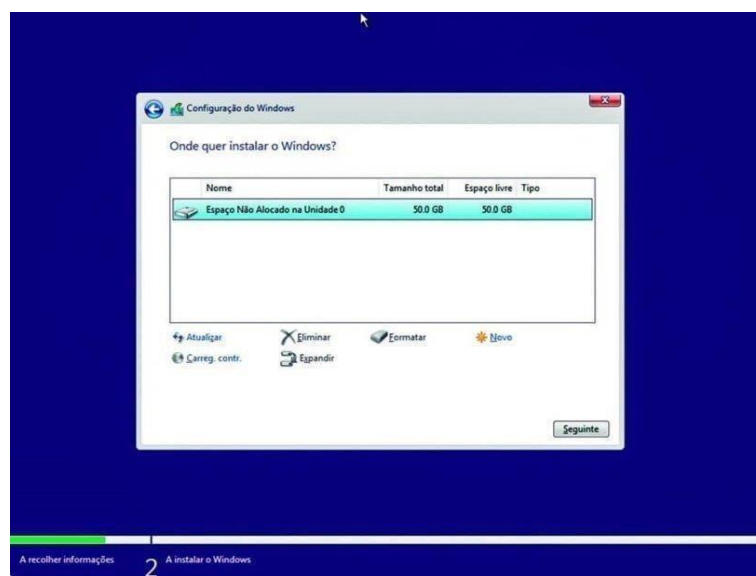 Configuração do Windows
Onde quer instalar o Windows?
Nome Tamanho total Espaço livre Tipo
Espaço Não Alocado na Unidade 0 50.0 GB 50.0 GB
Atualizar Eliminar Formatar Novo
Carreg. contr. Expandir
Seguinte
A recolher informações 2 A instalar o Windows